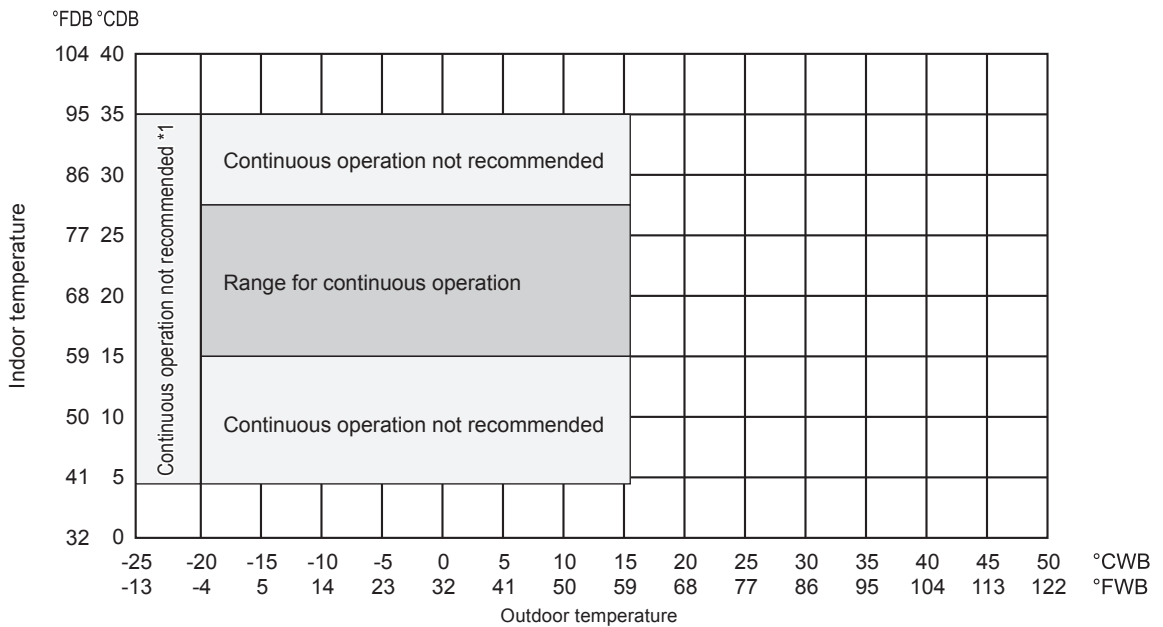 °FDB °CDB
104 40
95 35
86 30
77 25
68 20
59 15
50 10
41 5
32 0
Indoor temperature
Continuous operation not recommended *1
Continuous operation not recommended
Range for continuous operation
Continuous operation not recommended
-25 -20 -15 -10 -5 0 5 10 15 20 25 30 35 40 45 50 °CWB
-13 -4 5 14 23 32 41 50 59 68 77 86 95 104 113 122 °FWB
Outdoor temperature